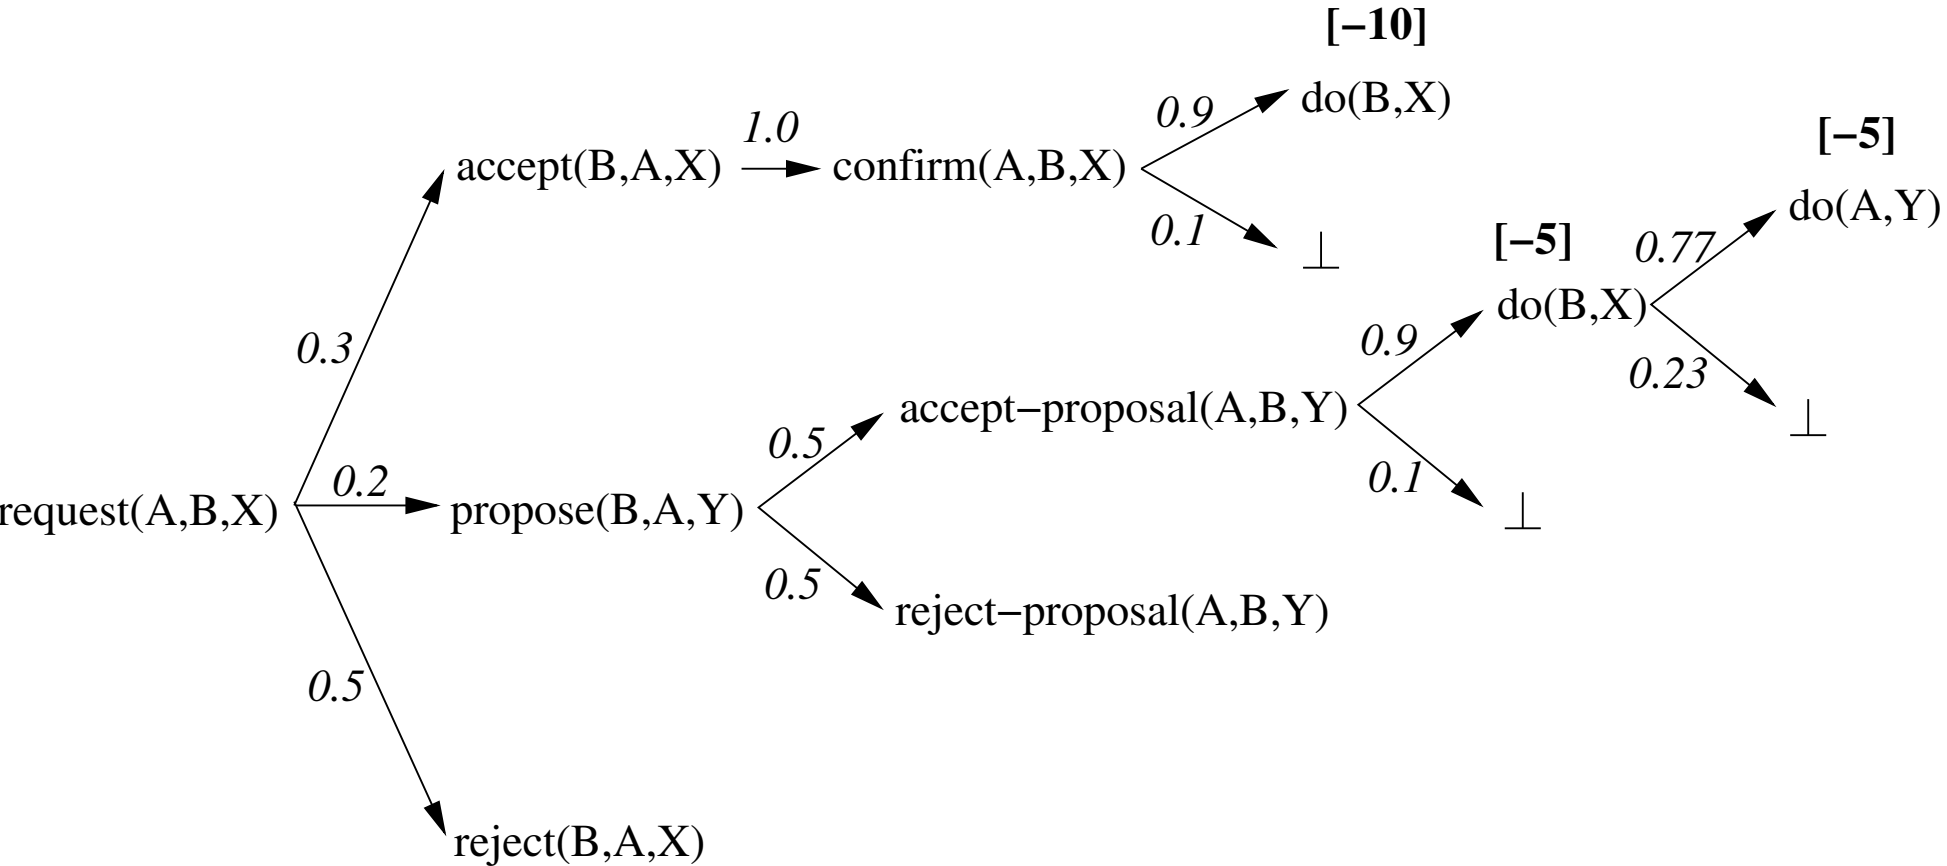 [−10]
do(B,X)
0.9
[−5]
1.0
accept(B,A,X)
confirm(A,B,X)
do(A,Y)
0.1
⊥
[−5]
0.77
do(B,X)
0.3
0.9
0.23
accept−proposal(A,B,Y)
⊥
0.5
0.2
0.1
request(A,B,X)
propose(B,A,Y)
⊥
0.5
reject−proposal(A,B,Y)
0.5
reject(B,A,X)